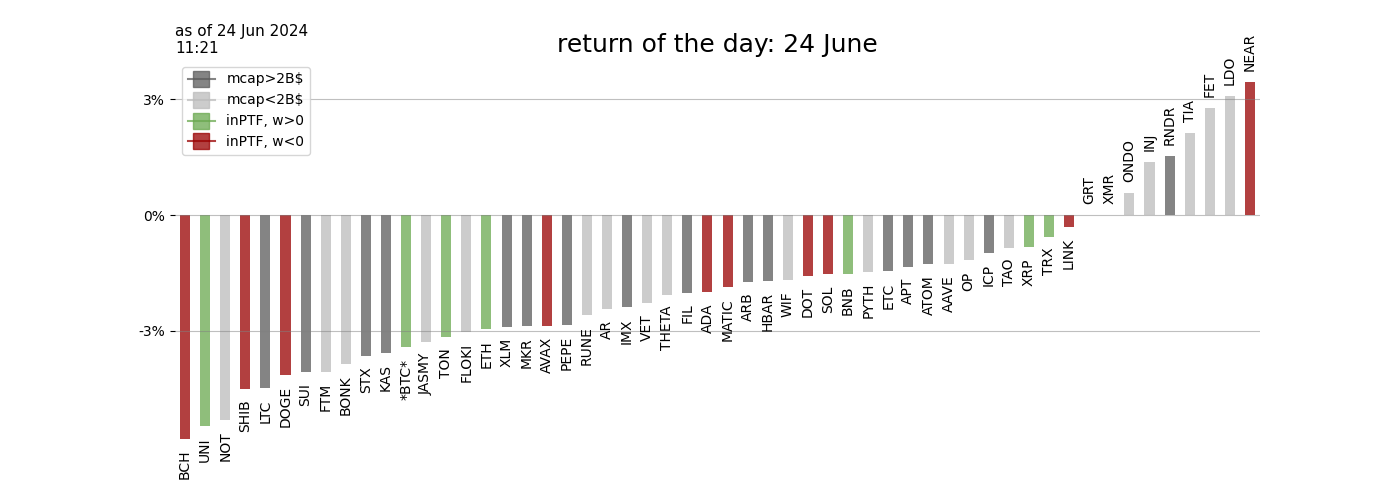 as of 24 Jun 2024
11:21
return of the day: 24 June
mcap>2B$
mcap<2B$
inPTF, w>0
inPTF, w<0
3%
0%
-3%
BCH
UNI
NOT
SHIB
LTC
DOGE
SUI
FTM
BONK
STX
KAS
*BTC*
JASMY
TON
FLOKI
ETH
XLM
MKR
AVAX
PEPE
RUNE
AR
IMX
VET
THETA
FIL
ADA
MATIC
ARB
HBAR
WIF
DOT
SOL
BNB
PYTH
ETC
APT
ATOM
AAVE
OP
ICP
TAO
XRP
TRX
LINK
GRT
XMR
ONDO
INJ
RNDR
TIA
FET
LDO
NEAR